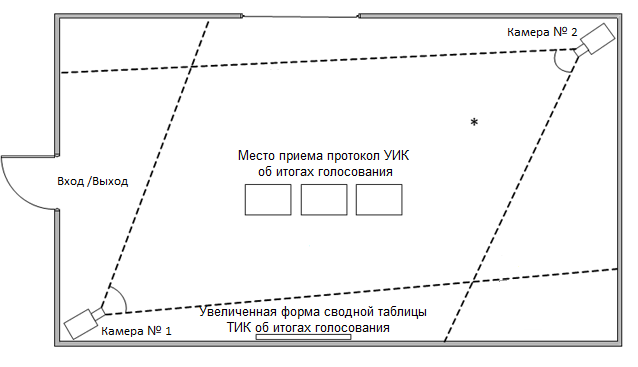 Камера № 2
*
Место приема протокол УИК
об итогах голосования
Вход /Выход
Увеличенная форма сводной таблицы
ТИК об итогах голосования
Камера № 1